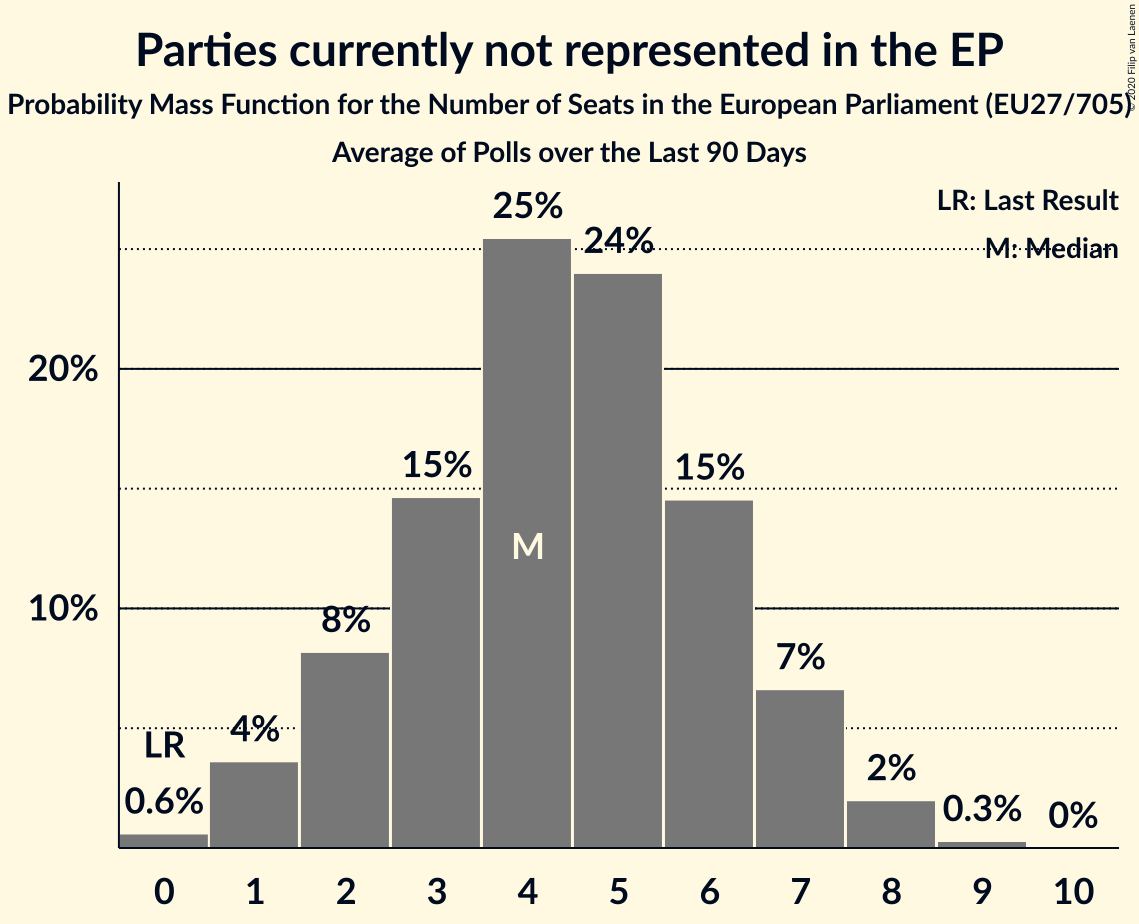 Parties currently not represented in the EP
Probability Mass Function for the Number of Seats in the European Parliament (EU27/705)
Average of Polls over the Last 90 Days
© 2020 Filip van Laenen
LR: Last Result
M: Median
25%
24%
20%
15%
15%
M
10%
8%
7%
4%
LR
2%
0.6%
0.3%
0%
0 1 2 3 4 5 6 7 8 9 10